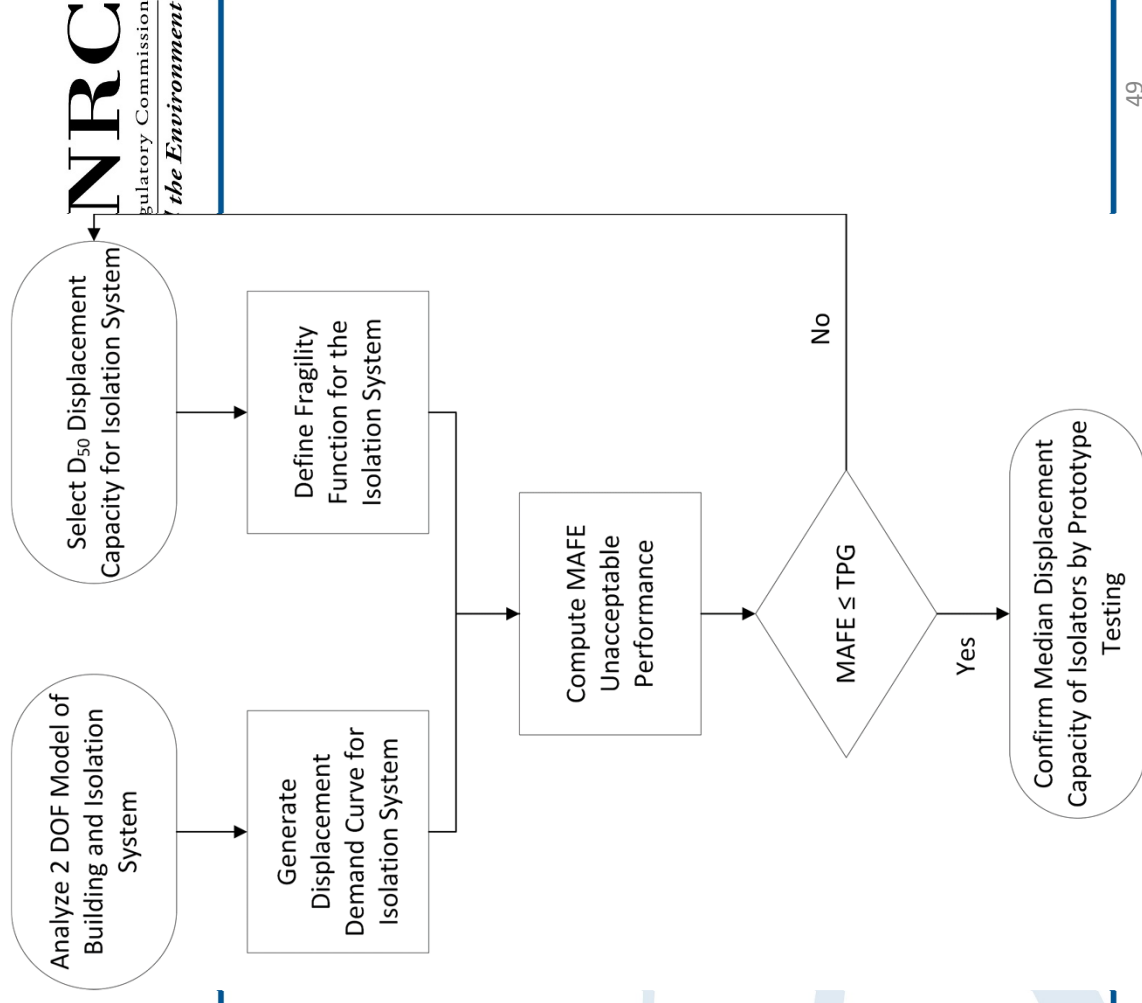 NRC
gulatory Commission
the Environment
Analyze 2 DOF Model of
Building and Isolation
System
Select D₅₀ Displacement
Capacity for Isolation System
Generate
Displacement
Demand Curve for
Isolation System
Define Fragility
Function for the
Isolation System
Compute MAFE
Unacceptable
Performance
MAFE ≤ TPG
No
Yes
Confirm Median Displacement
Capacity of Isolators by Prototype
Testing
49